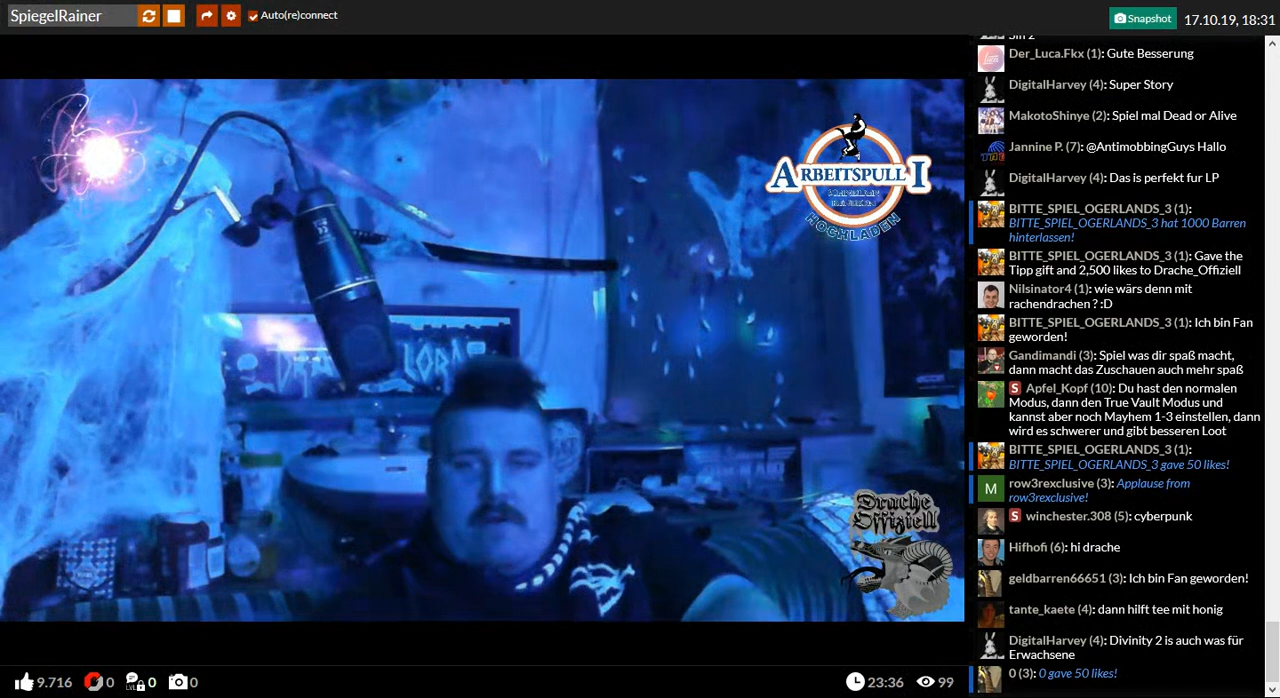 SpiegelRainer
Auto(re)connect
Snapshot
17.10.19, 18:31
Der_Luca.Fkx (1): Gute Besserung
DigitalHarvey (4): Super Story
MakotoShinye (2): Spiel mal Dead or Alive
Jannine P. (7): @AntimobbingGuys Hallo
DigitalHarvey (4): Das is perfekt fur LP
BITTE_SPIEL_OGERLANDS_3 (1):
BITTE_SPIEL_OGERLANDS_3 hat 1000 Barren
hinterlassen!
BITTE_SPIEL_OGERLANDS_3 (1): Gave the
Tipp gift and 2,500 likes to Drache_Offiziell
Nilsinator4 (1): wie wärs denn mit
rachendrachen ? :D
BITTE_SPIEL_OGERLANDS_3 (1): Ich bin Fan
geworden!
Gandimandi (3): Spiel was dir spaß macht,
dann macht das Zuschauen auch mehr spaß
S Apfel_Kopf (10): Du hast den normalen
Modus, dann den True Vault Modus und
kannst aber noch Mayhem 1-3 einstellen, dann
wird es schwerer und gibt besseren Loot
BITTE_SPIEL_OGERLANDS_3 (1):
BITTE_SPIEL_OGERLANDS_3 gave 50 likes!
M row3rexclusive (3): Applause from
row3rexclusive!
S winchester.308 (5): cyberpunk
Hifhofi (6): hi drache
geldbarren66651 (3): Ich bin Fan geworden!
tante_kaete (4): dann hilft tee mit honig
DigitalHarvey (4): Divinity 2 is auch was für
Erwachsene
0 (3): 0 gave 50 likes!
ARBEITSPULLI
HOCHLADEN
Drache
Offiziell
9.716
0
LVL
0
0
23:36
99